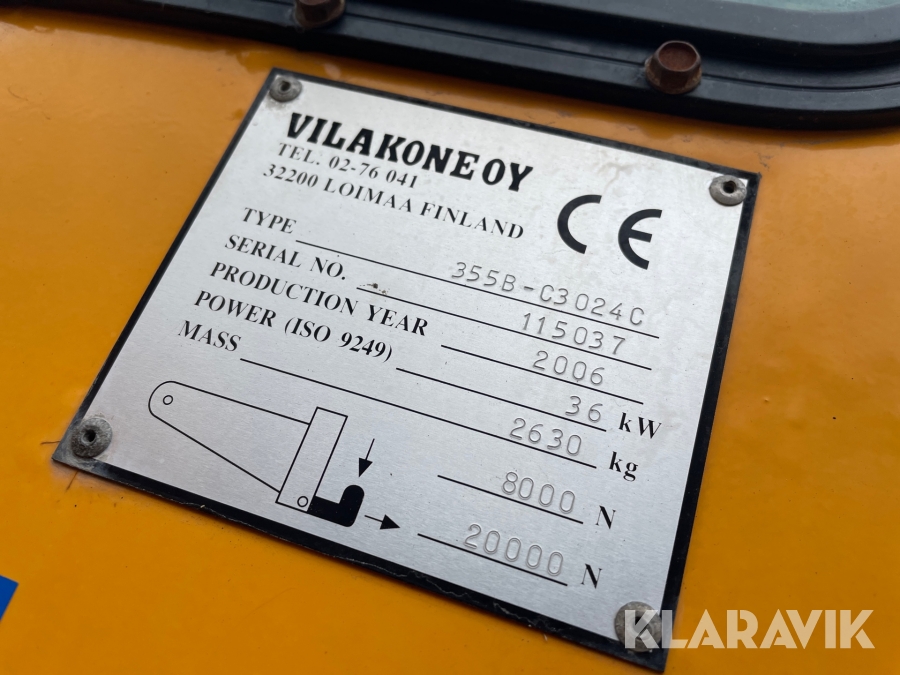 VILAKONE OY
TEL. 02-76 041
32200 LOIMAA FINLAND
CE
TYPE 355B-C3024C
SERIAL NO. 115037
PRODUCTION YEAR 2006
POWER (ISO 9249) 36 kW
MASS 2630 kg
8000 N
20000 N
KLARAVIK